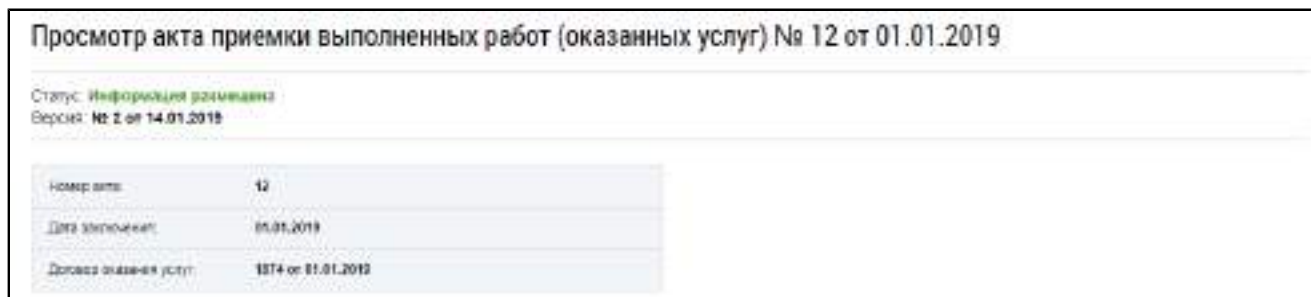 Просмотр акта приемки выполненных работ (оказанных услуг) № 12 от 01.01.2019
Статус: Информация размещена
Версия: № 2 от 14.01.2019
Номер акта: 12
Дата заключения: 01.01.2019
Договор оказания услуг: 1874 от 01.01.2019